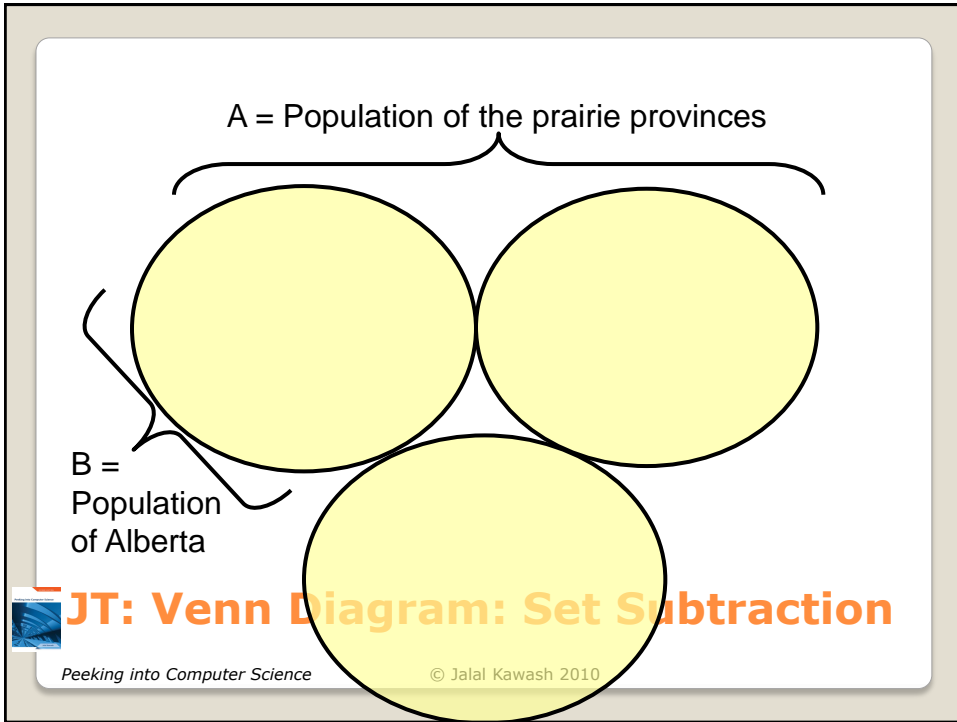 A = Population of the prairie provinces
B =
Population
of Alberta
JT: Venn Diagram: Set Subtraction
Peeking into Computer Science
© Jalal Kawash 2010